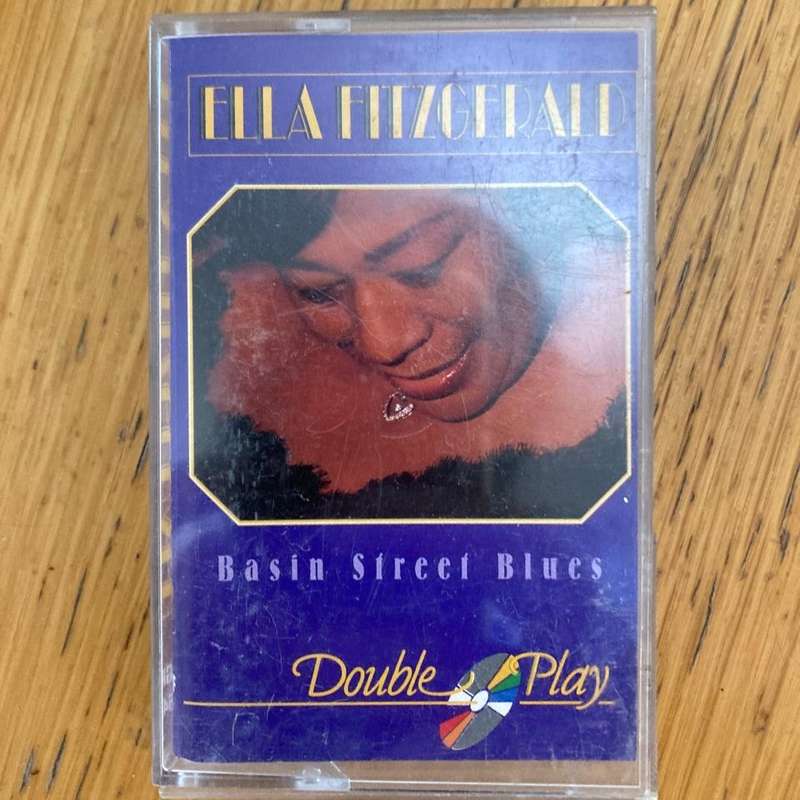 ELLA FITZGERALD
Basin Street Blues
Double Play